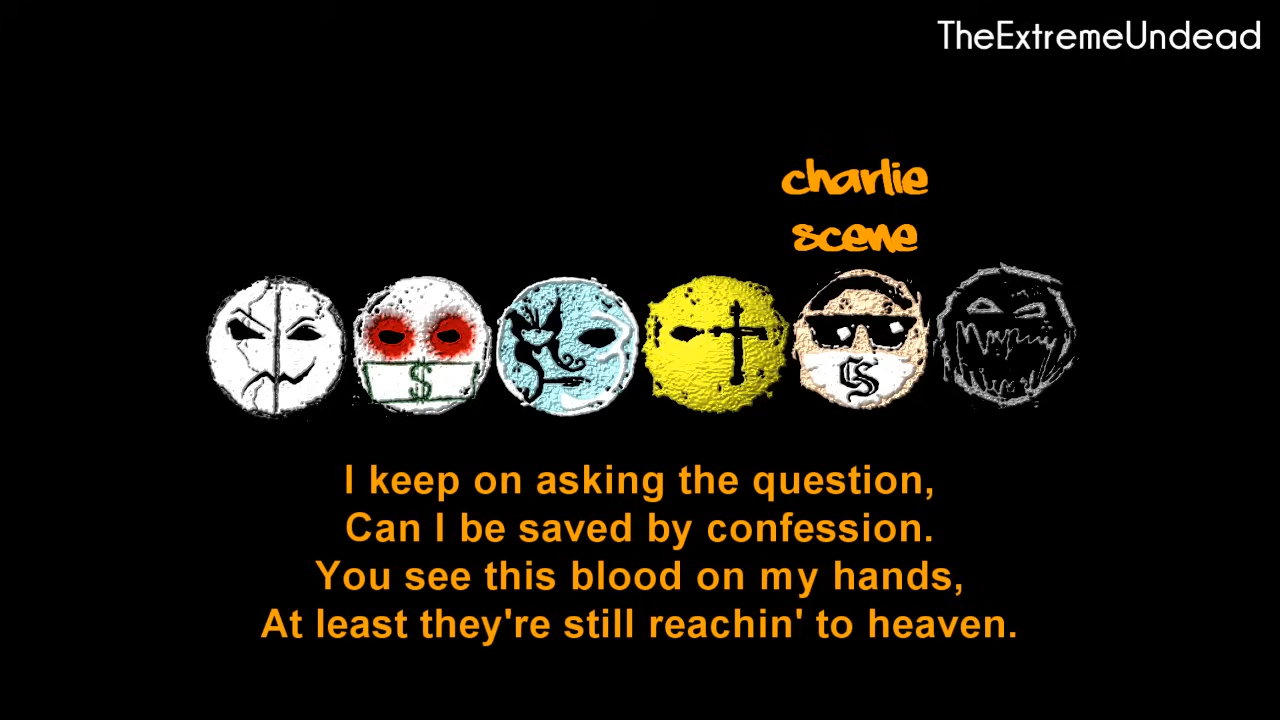 TheExtremeUndead
charlie
scene
$
I keep on asking the question,
Can I be saved by confession.
You see this blood on my hands,
At least they're still reachin' to heaven.